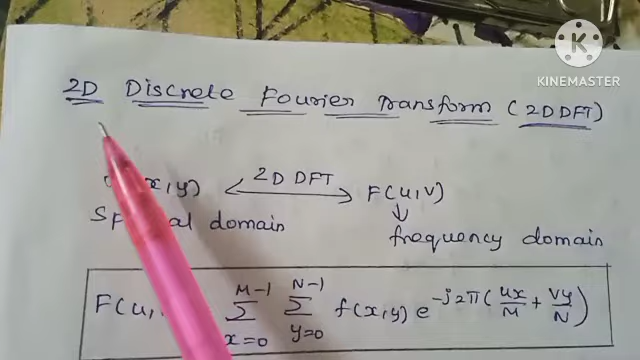 KINEMASTER
2D Discrete Fourier Transform (2D DFT)
x,y) 2D DFT F(u,v)
domain
frequency domain
F(u, M-1 Σ x=0 N-1 Σ y=0 f(x,y) e^-j2π(ux/M + vy/N)